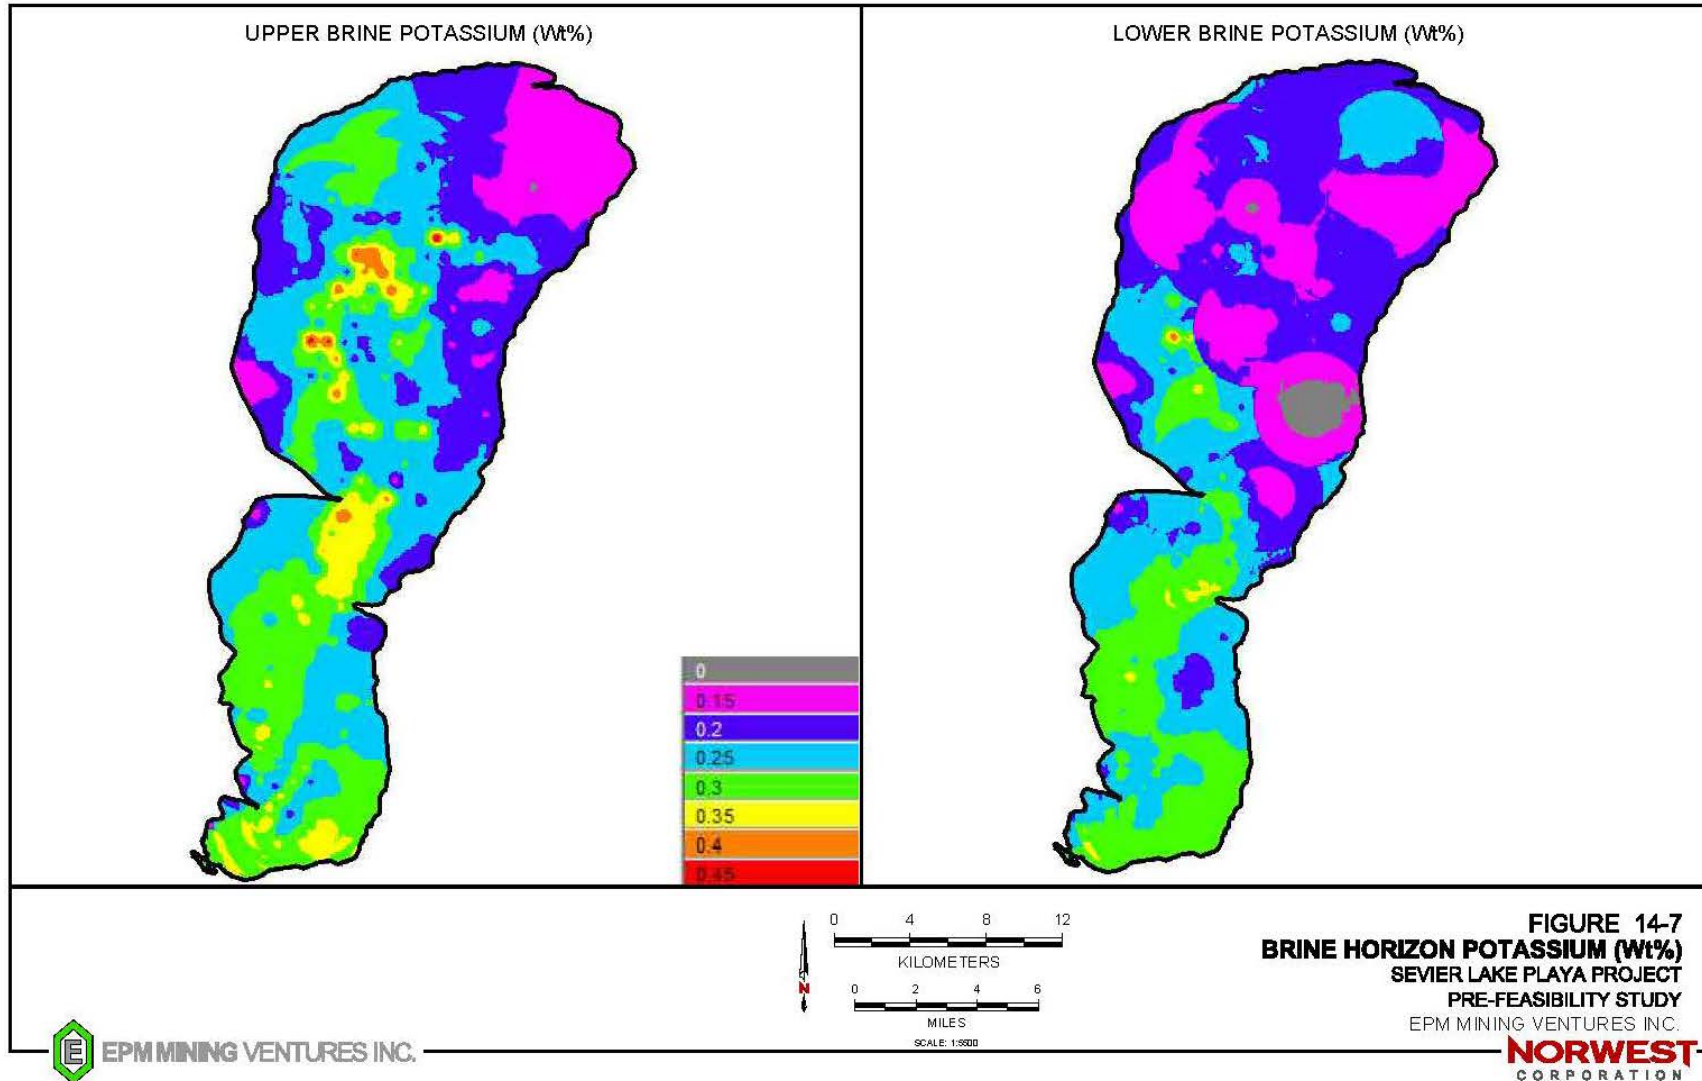 UPPER BRINE POTASSIUM (Wt%)
LOWER BRINE POTASSIUM (Wt%)
0
0.15
0.2
0.25
0.3
0.35
0.4
0.45
0 4 8 12
KILOMETERS
0 2 4 6
MILES
SCALE: 1:5500
N
FIGURE 14-7
BRINE HORIZON POTASSIUM (Wt%)
SEVIER LAKE PLAYA PROJECT
PRE-FEASIBILITY STUDY
EPM MINING VENTURES INC.
E EPM MINING VENTURES INC.
NORWEST
CORPORATION